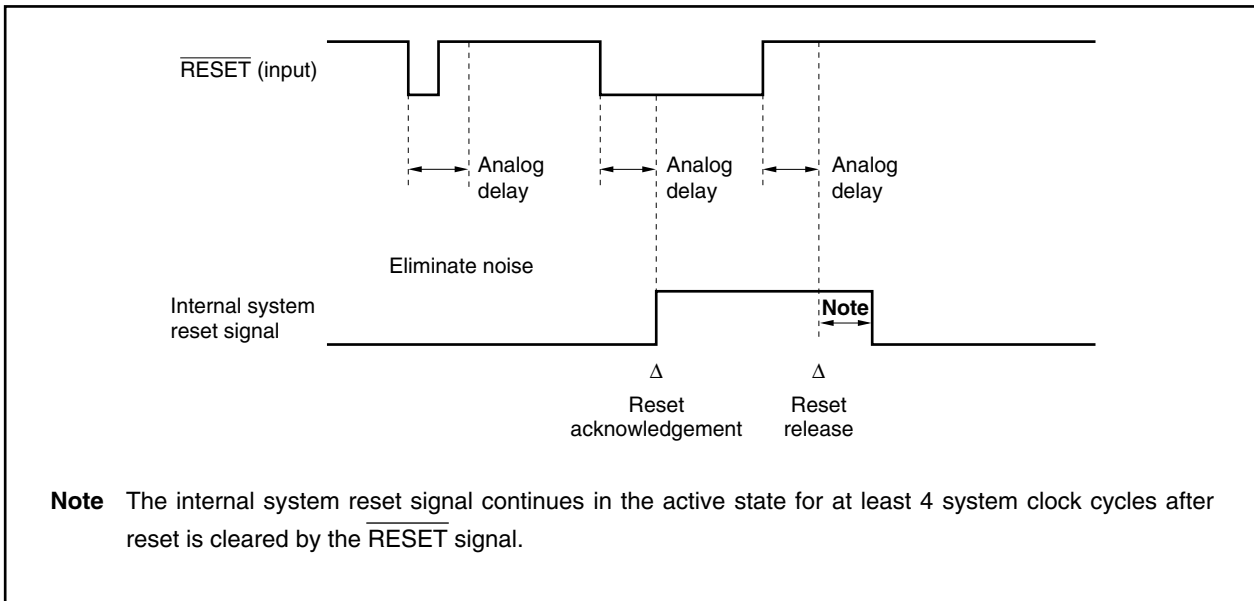 RESET (input)
Analog
delay
Analog
delay
Analog
delay
Eliminate noise
Internal system
reset signal
Note
Δ
Δ
Reset
acknowledgement
Reset
release
Note The internal system reset signal continues in the active state for at least 4 system clock cycles after
reset is cleared by the RESET signal.